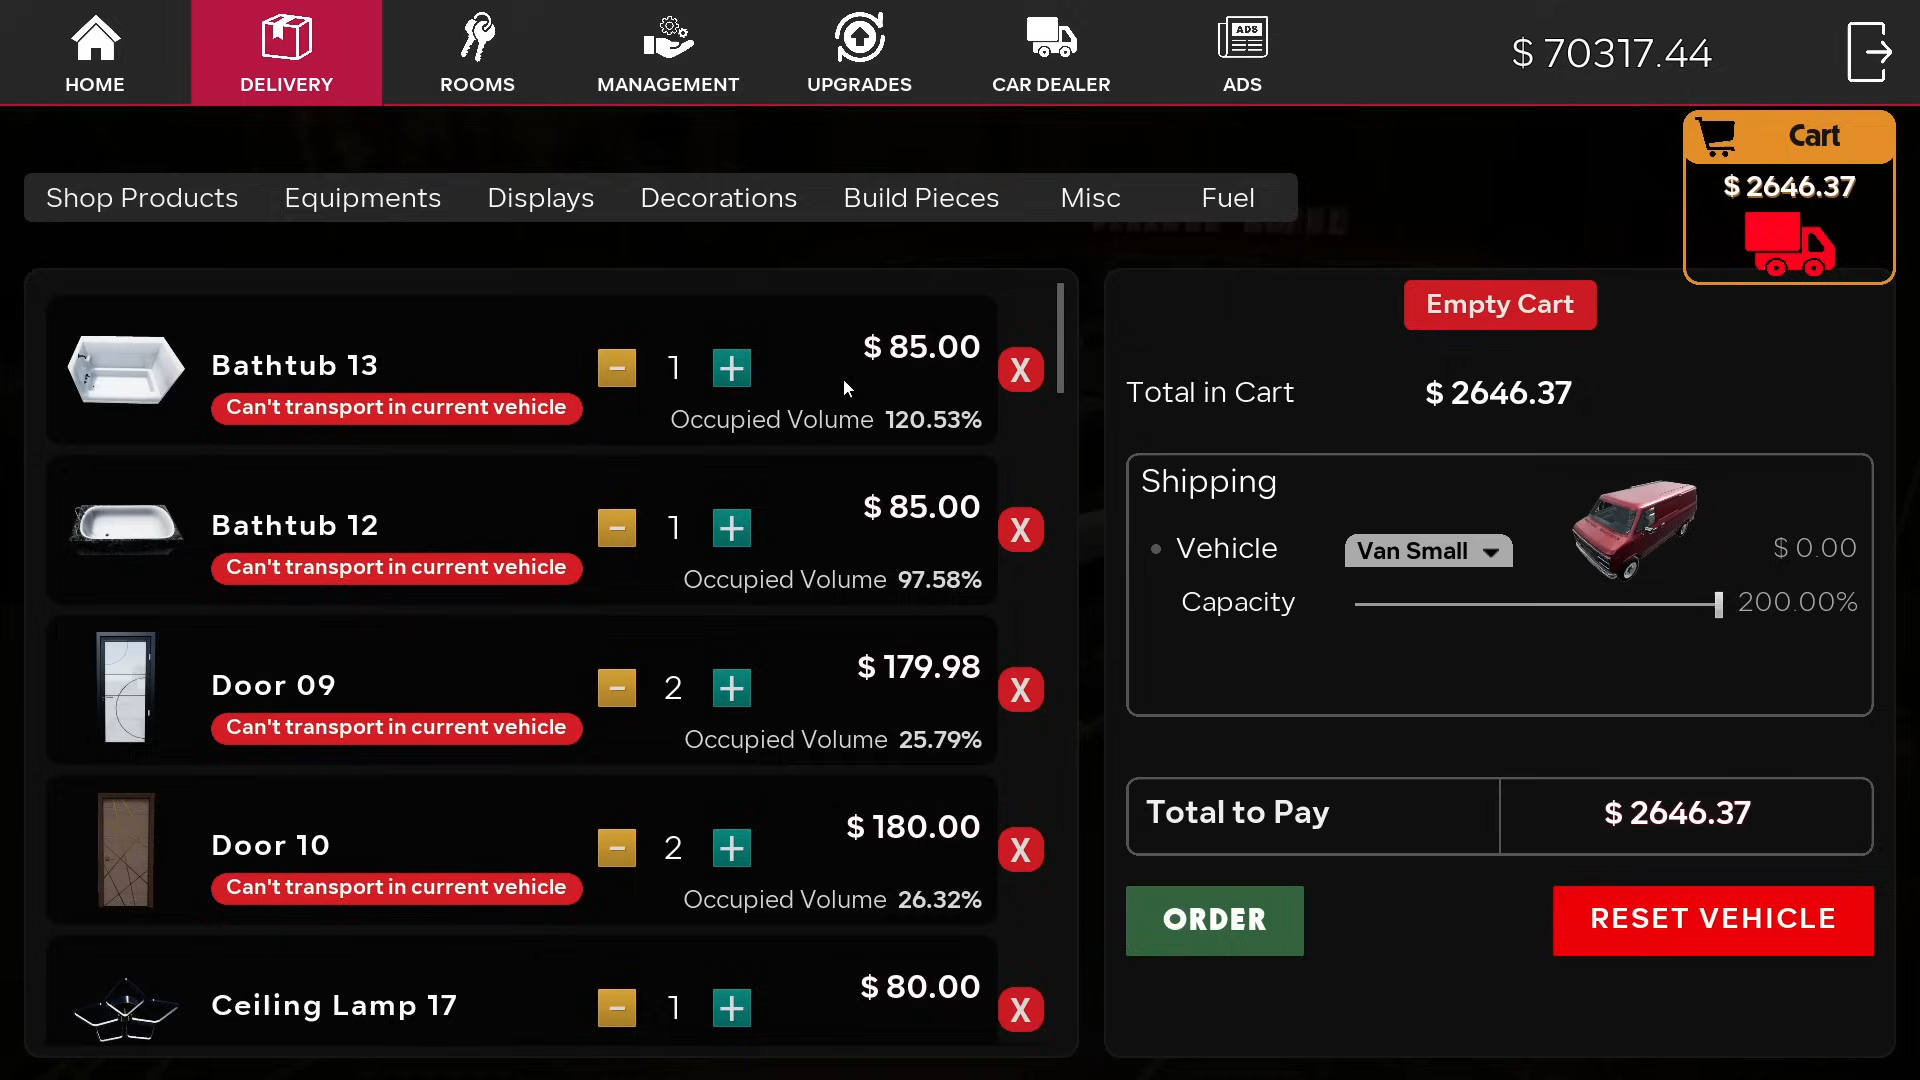 HOME
DELIVERY
ROOMS
MANAGEMENT
UPGRADES
CAR DEALER
ADS
ADS
$ 70317.44
Cart
$ 2646.37
Shop Products
Equipments
Displays
Decorations
Build Pieces
Misc
Fuel
Bathtub 13
Can't transport in current vehicle
- 1 +
$ 85.00
Occupied Volume 120.53%
X
Bathtub 12
Can't transport in current vehicle
- 1 +
$ 85.00
Occupied Volume 97.58%
X
Door 09
Can't transport in current vehicle
- 2 +
$ 179.98
Occupied Volume 25.79%
X
Door 10
Can't transport in current vehicle
- 2 +
$ 180.00
Occupied Volume 26.32%
X
Ceiling Lamp 17
- 1 +
$ 80.00
X
Empty Cart
Total in Cart $ 2646.37
Shipping
Vehicle Van Small $ 0.00
Capacity 200.00%
Total to Pay $ 2646.37
ORDER
RESET VEHICLE